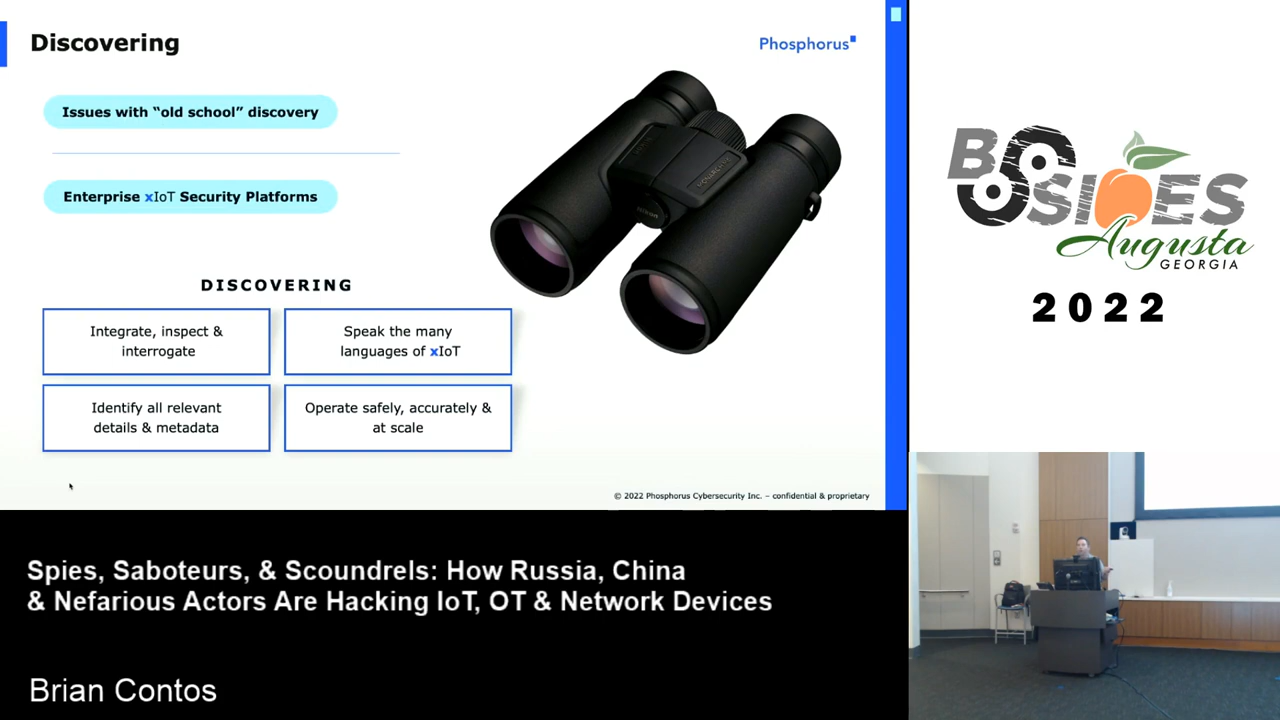 Discovering
Phosphorus
Issues with “old school” discovery
Enterprise xIoT Security Platforms
DISCOVERING
Integrate, inspect &
interrogate
Speak the many
languages of xIoT
Identify all relevant
details & metadata
Operate safely, accurately &
at scale
© 2022 Phosphorus Cybersecurity Inc. – confidential & proprietary
BSIDES
Augusta
GEORGIA
2022
Spies, Saboteurs, & Scoundrels: How Russia, China
& Nefarious Actors Are Hacking IoT, OT & Network Devices
Brian Contos